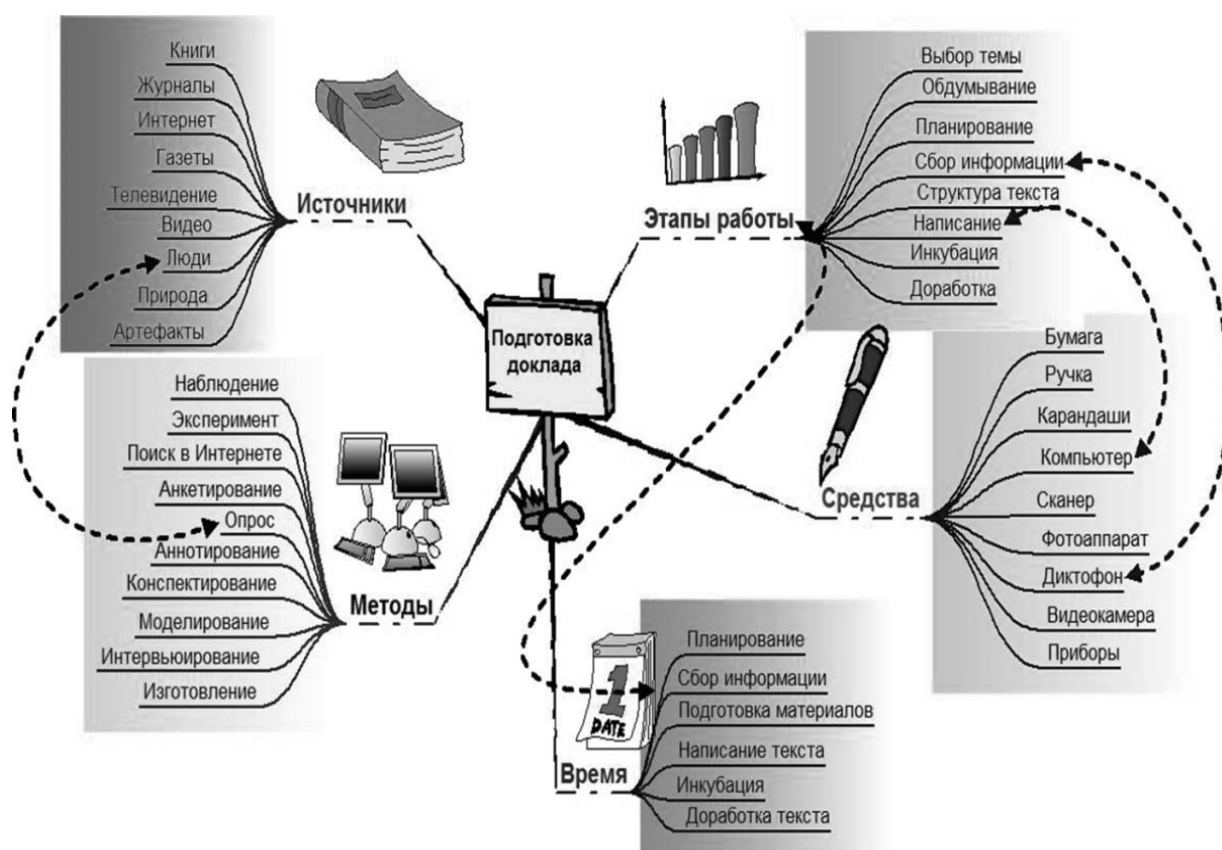 Книги
Журналы
Интернет
Газеты
Телевидение
Видео
Люди
Природа
Артефакты
Источники
Выбор темы
Обдумывание
Планирование
Сбор информации
Структура текста
Написание
Инкубация
Доработка
Этапы работы
Подготовка
доклада
Наблюдение
Эксперимент
Поиск в Интернете
Анкетирование
Опрос
Аннотирование
Конспектирование
Моделирование
Интервьюирование
Изготовление
Методы
Бумага
Ручка
Карандаши
Компьютер
Сканер
Фотоаппарат
Диктофон
Видеокамера
Приборы
Средства
Планирование
Сбор информации
Подготовка материалов
Написание текста
Инкубация
Доработка текста
Время
1
DATE